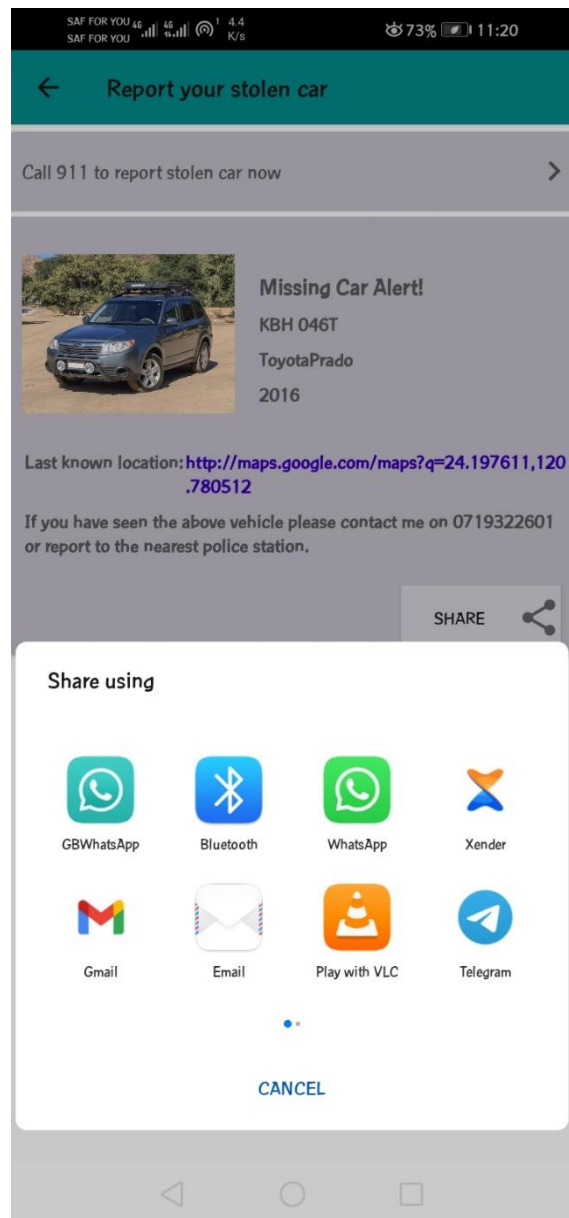 SAF FOR YOU 4G 1 4.4 73% 11:20
SAF FOR YOU 4G K/s
Report your stolen car
Call 911 to report stolen car now
Missing Car Alert!
KBH 046T
ToyotaPrado
2016
Last known location: http://maps.google.com/maps?q=24.197611,120
.780512
If you have seen the above vehicle please contact me on 0719322601
or report to the nearest police station.
SHARE
Share using
GBWhatsApp Bluetooth WhatsApp Xender
Gmail Email Play with VLC Telegram
CANCEL